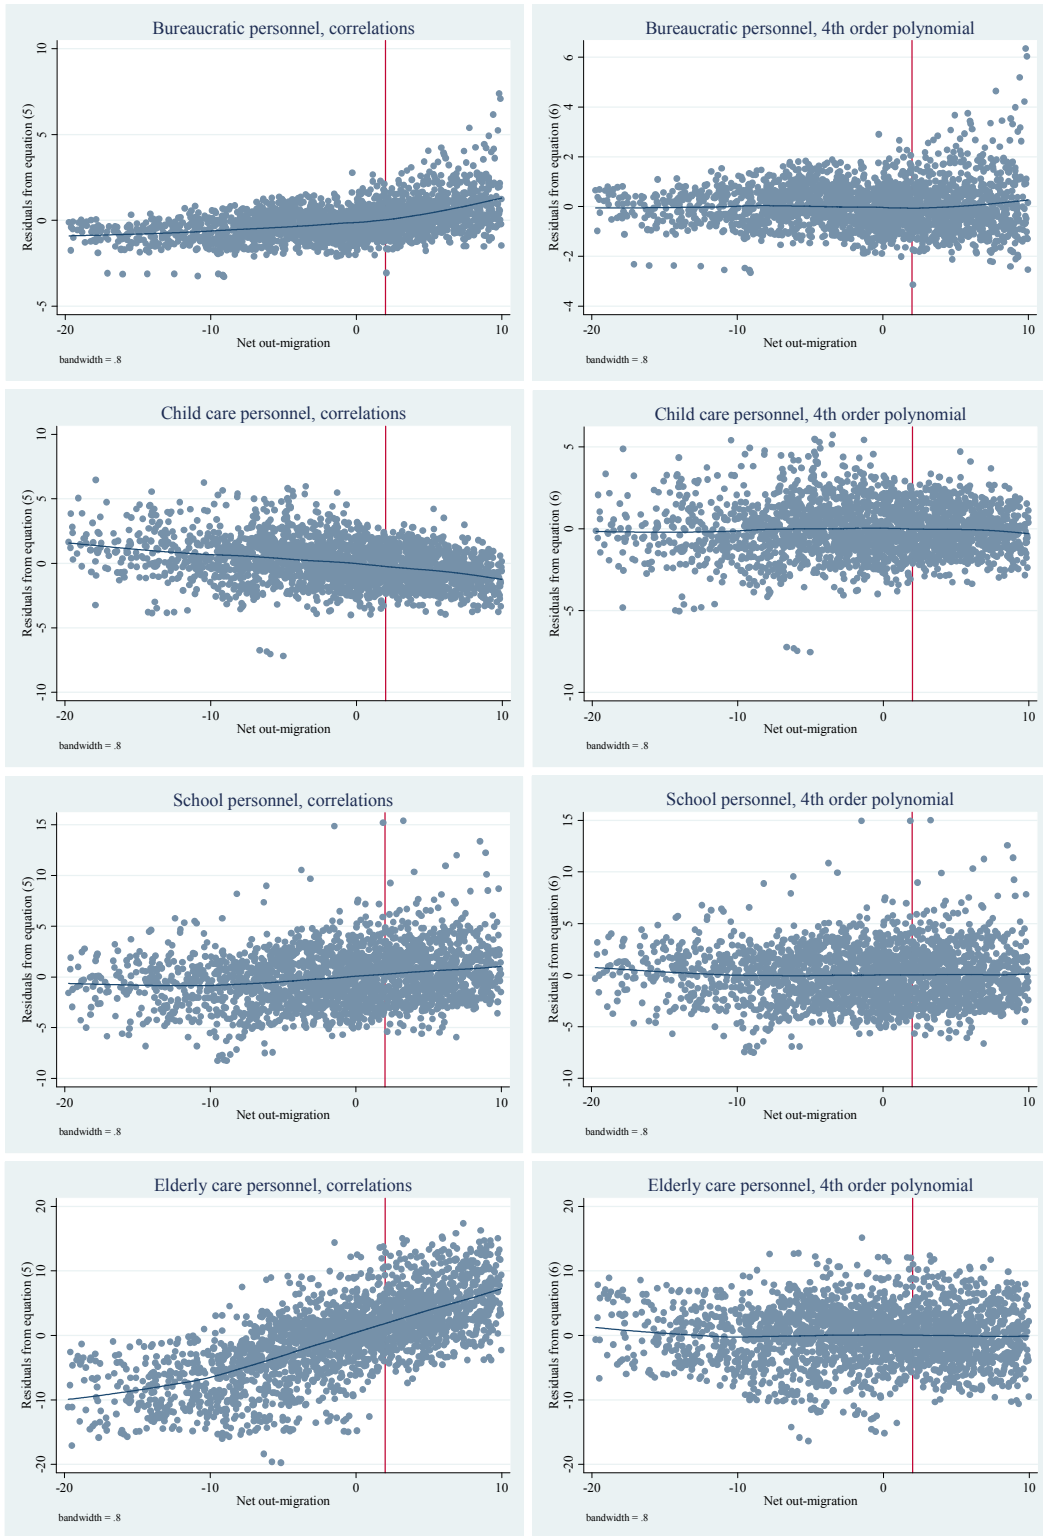 Bureaucratic personnel, correlations
Residuals from equation (5)
10
5
0
-5
-20 -10 0 10
Net out-migration
bandwidth = .8
Bureaucratic personnel, 4th order polynomial
Residuals from equation (6)
6
4
2
0
-2
-4
-20 -10 0 10
Net out-migration
bandwidth = .8
Child care personnel, correlations
Residuals from equation (5)
10
5
0
-5
-10
-20 -10 0 10
Net out-migration
bandwidth = .8
Child care personnel, 4th order polynomial
Residuals from equation (6)
5
0
-5
-10
-20 -10 0 10
Net out-migration
bandwidth = .8
School personnel, correlations
Residuals from equation (5)
15
10
5
0
-5
-10
-20 -10 0 10
Net out-migration
bandwidth = .8
School personnel, 4th order polynomial
Residuals from equation (6)
15
10
5
0
-5
-10
-20 -10 0 10
Net out-migration
bandwidth = .8
Elderly care personnel, correlations
Residuals from equation (5)
20
10
0
-10
-20
-20 -10 0 10
Net out-migration
bandwidth = .8
Elderly care personnel, 4th order polynomial
Residuals from equation (6)
20
10
0
-10
-20
-20 -10 0 10
Net out-migration
bandwidth = .8